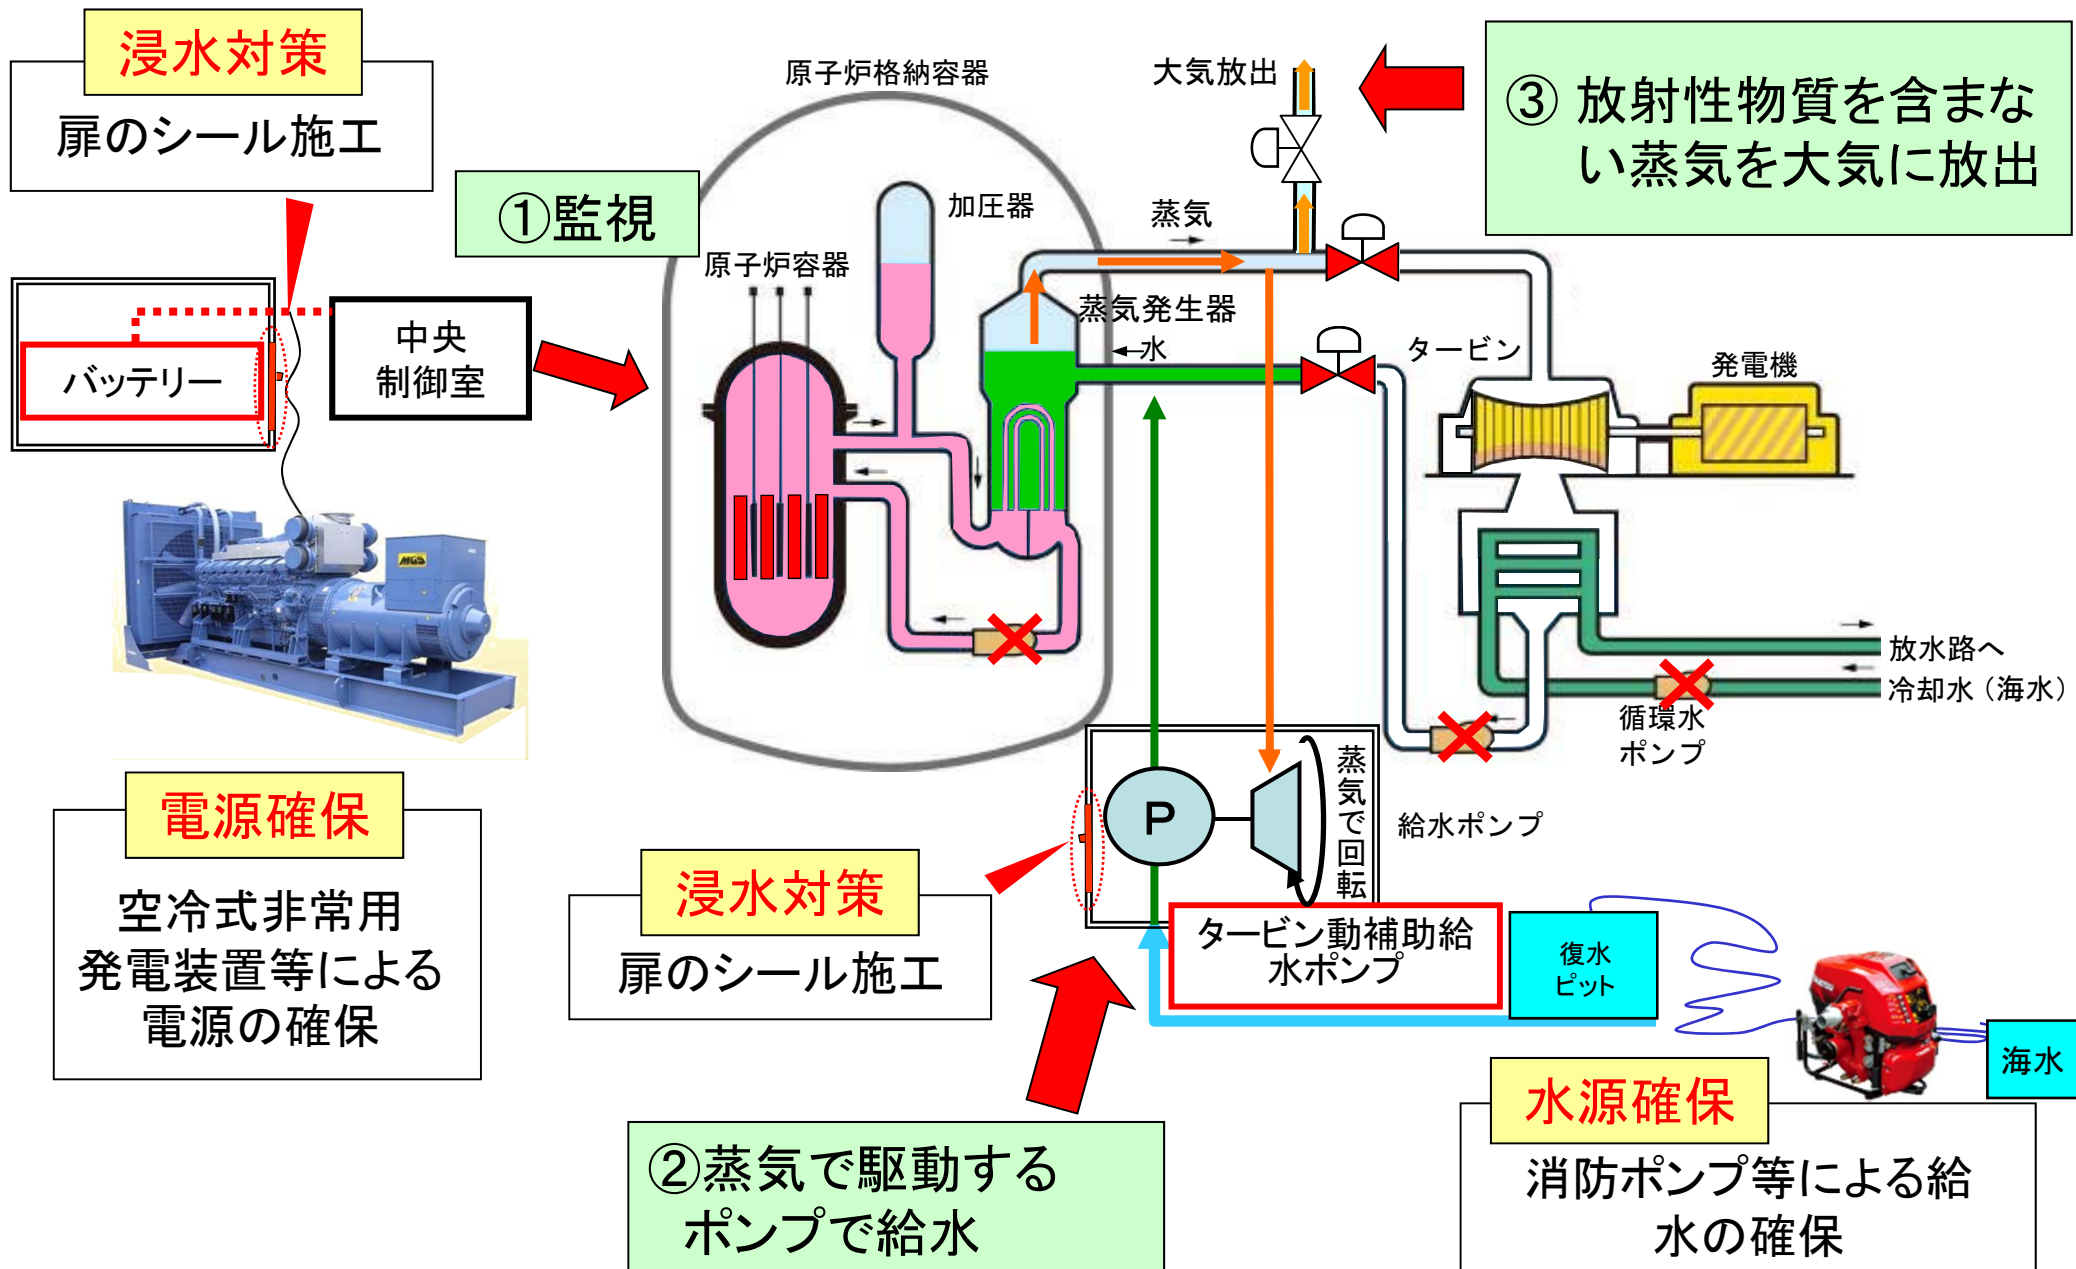 浸水対策
扉のシール施工
①監視
原子炉格納容器
大気放出
③ 放射性物質を含まな
い蒸気を大気に放出
加圧器
蒸気
原子炉容器
蒸気発生器
水
中央
制御室
バッテリー
タービン
発電機
MGS
放水路へ
冷却水（海水）
循環水
ポンプ
電源確保
空冷式非常用
発電装置等による
電源の確保
P
蒸気で回転
給水ポンプ
浸水対策
扉のシール施工
タービン動補助給
水ポンプ
復水
ピット
海水
②蒸気で駆動する
ポンプで給水
水源確保
消防ポンプ等による給
水の確保